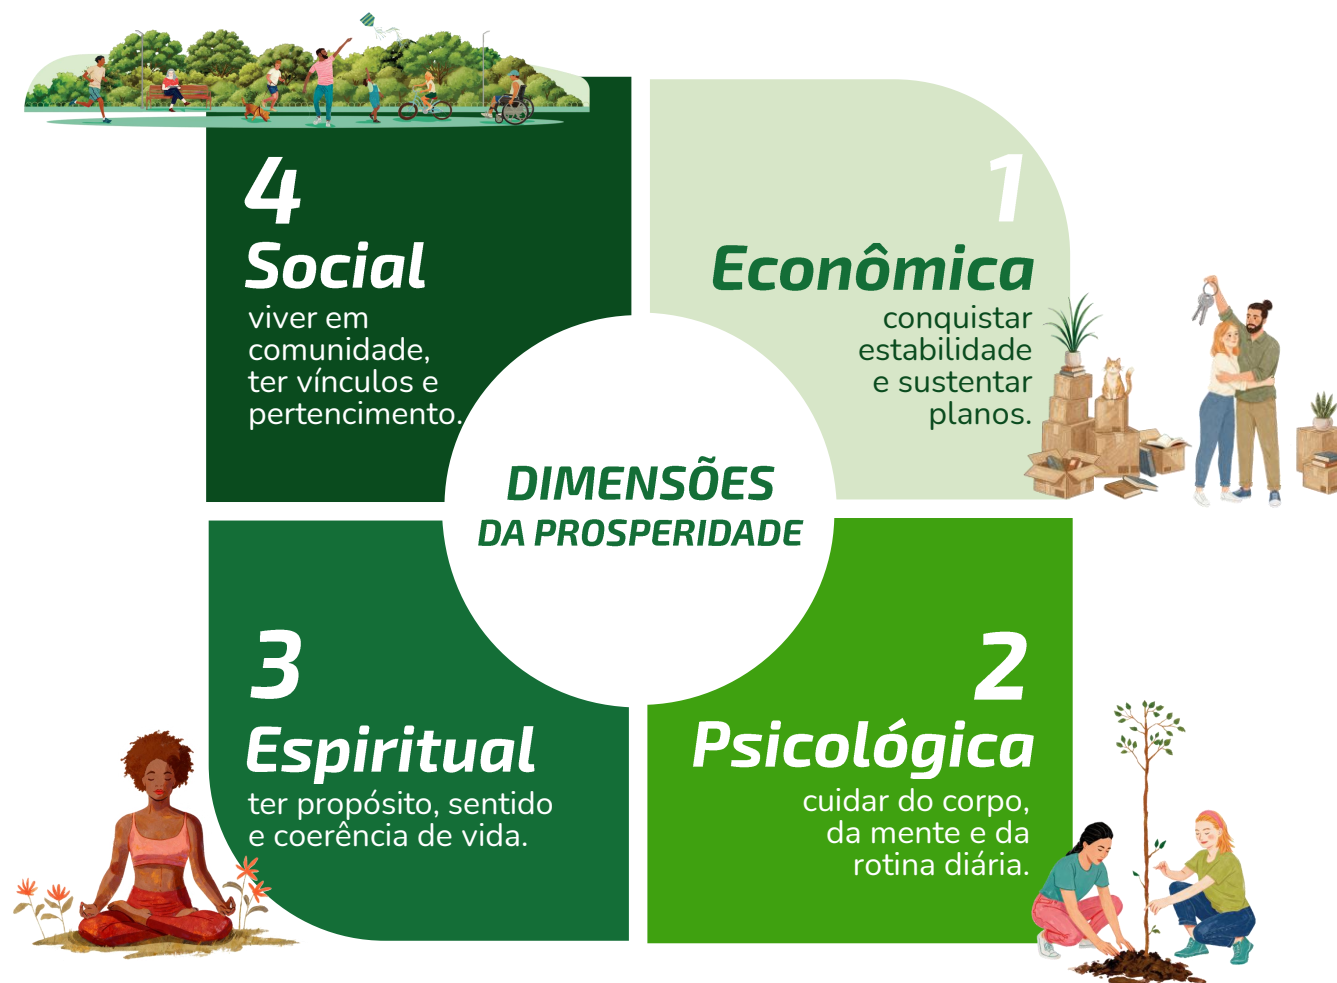 4
Social
viver em
comunidade,
ter vínculos e
pertencimento.
1
Econômica
conquistar
estabilidade
e sustentar
planos.
DIMENSÕES
DA PROSPERIDADE
3
Espiritual
ter propósito, sentido
e coerência de vida.
2
Psicológica
cuidar do corpo,
da mente e da
rotina diária.